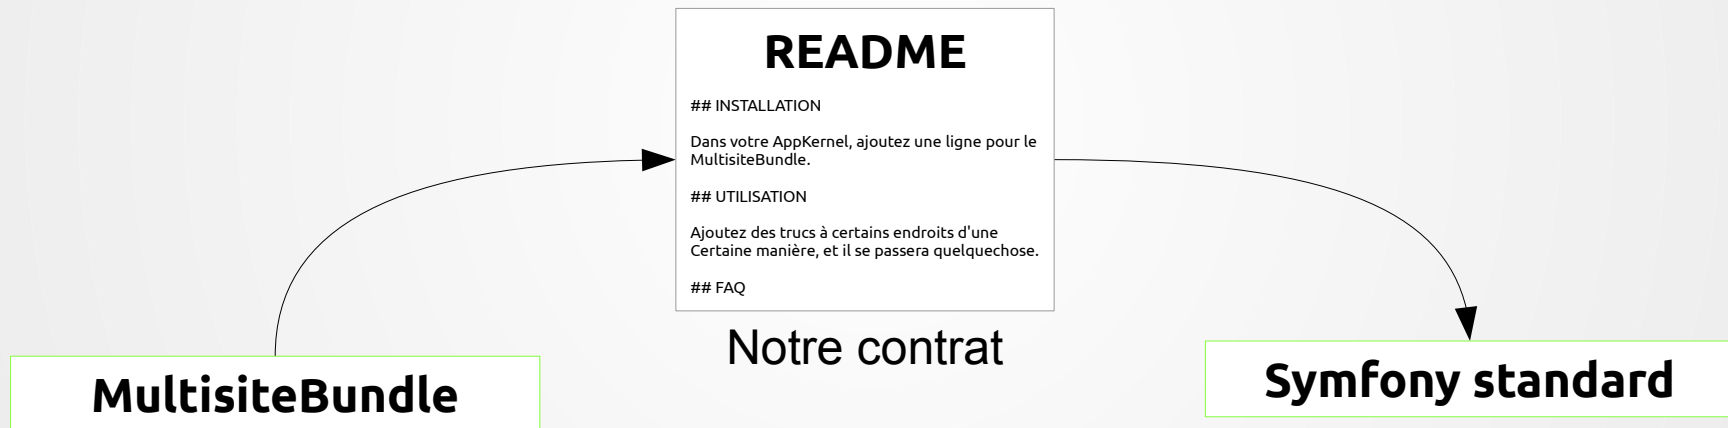 README
## INSTALLATION
Dans votre AppKernel, ajoutez une ligne pour le
MultisiteBundle.
## UTILISATION
Ajoutez des trucs à certains endroits d'une
Certaine manière, et il se passera quelquechose.
## FAQ
Notre contrat
MultisiteBundle
Symfony standard